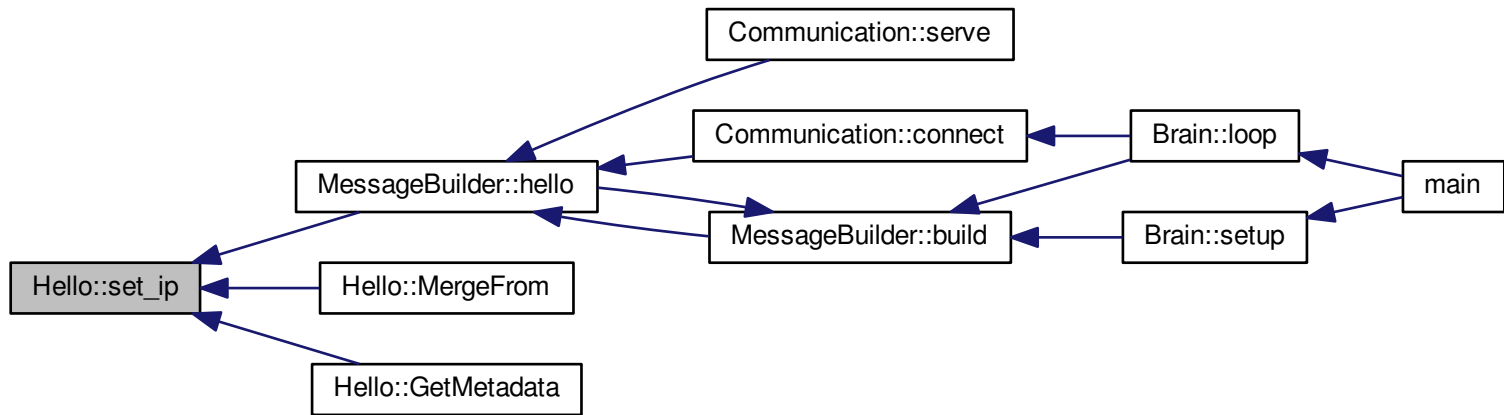 Communication::serve
Communication::connect
Brain::loop
MessageBuilder::hello
main
MessageBuilder::build
Brain::setup
Hello::set_ip
Hello::MergeFrom
Hello::GetMetadata